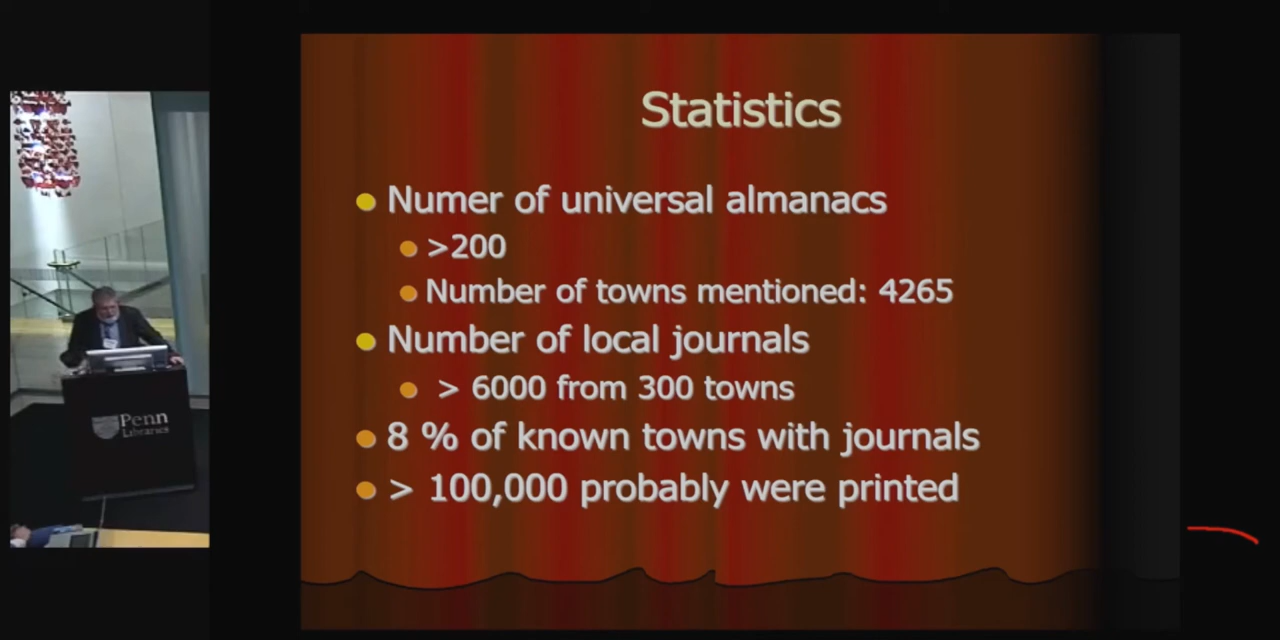 Statistics
Numer of universal almanacs
>200
Number of towns mentioned: 4265
Number of local journals
> 6000 from 300 towns
8 % of known towns with journals
> 100,000 probably were printed
Penn
Libraries